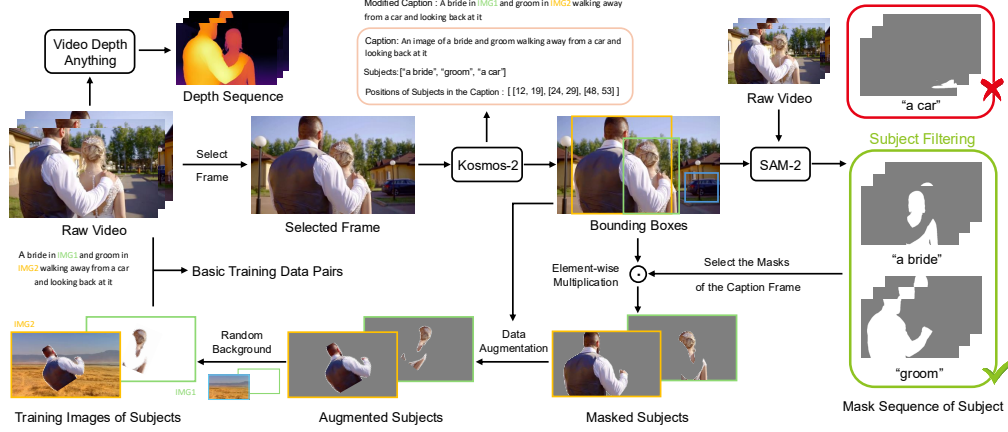 Modified Caption : A bride in IMG1 and groom in IMG2 walking away
from a car and looking back at it
Caption: An image of a bride and groom walking away from a car and
looking back at it
Subjects:["a bride", "groom", "a car"]
Positions of Subjects in the Caption : [ [12, 19], [24, 29], [48, 53] ]
Video Depth
Anything
Depth Sequence
Raw Video
Select
Frame
Selected Frame
Kosmos-2
Bounding Boxes
Raw Video
SAM-2
"a car"
Subject Filtering
"a bride"
"groom"
Mask Sequence of Subject
A bride in IMG1 and groom in
IMG2 walking away from a car
and looking back at it
Basic Training Data Pairs
Element-wise
Multiplication
Select the Masks
of the Caption Frame
Data
Augmentation
Random
Background
IMG2
IMG1
Training Images of Subjects
Augmented Subjects
Masked Subjects